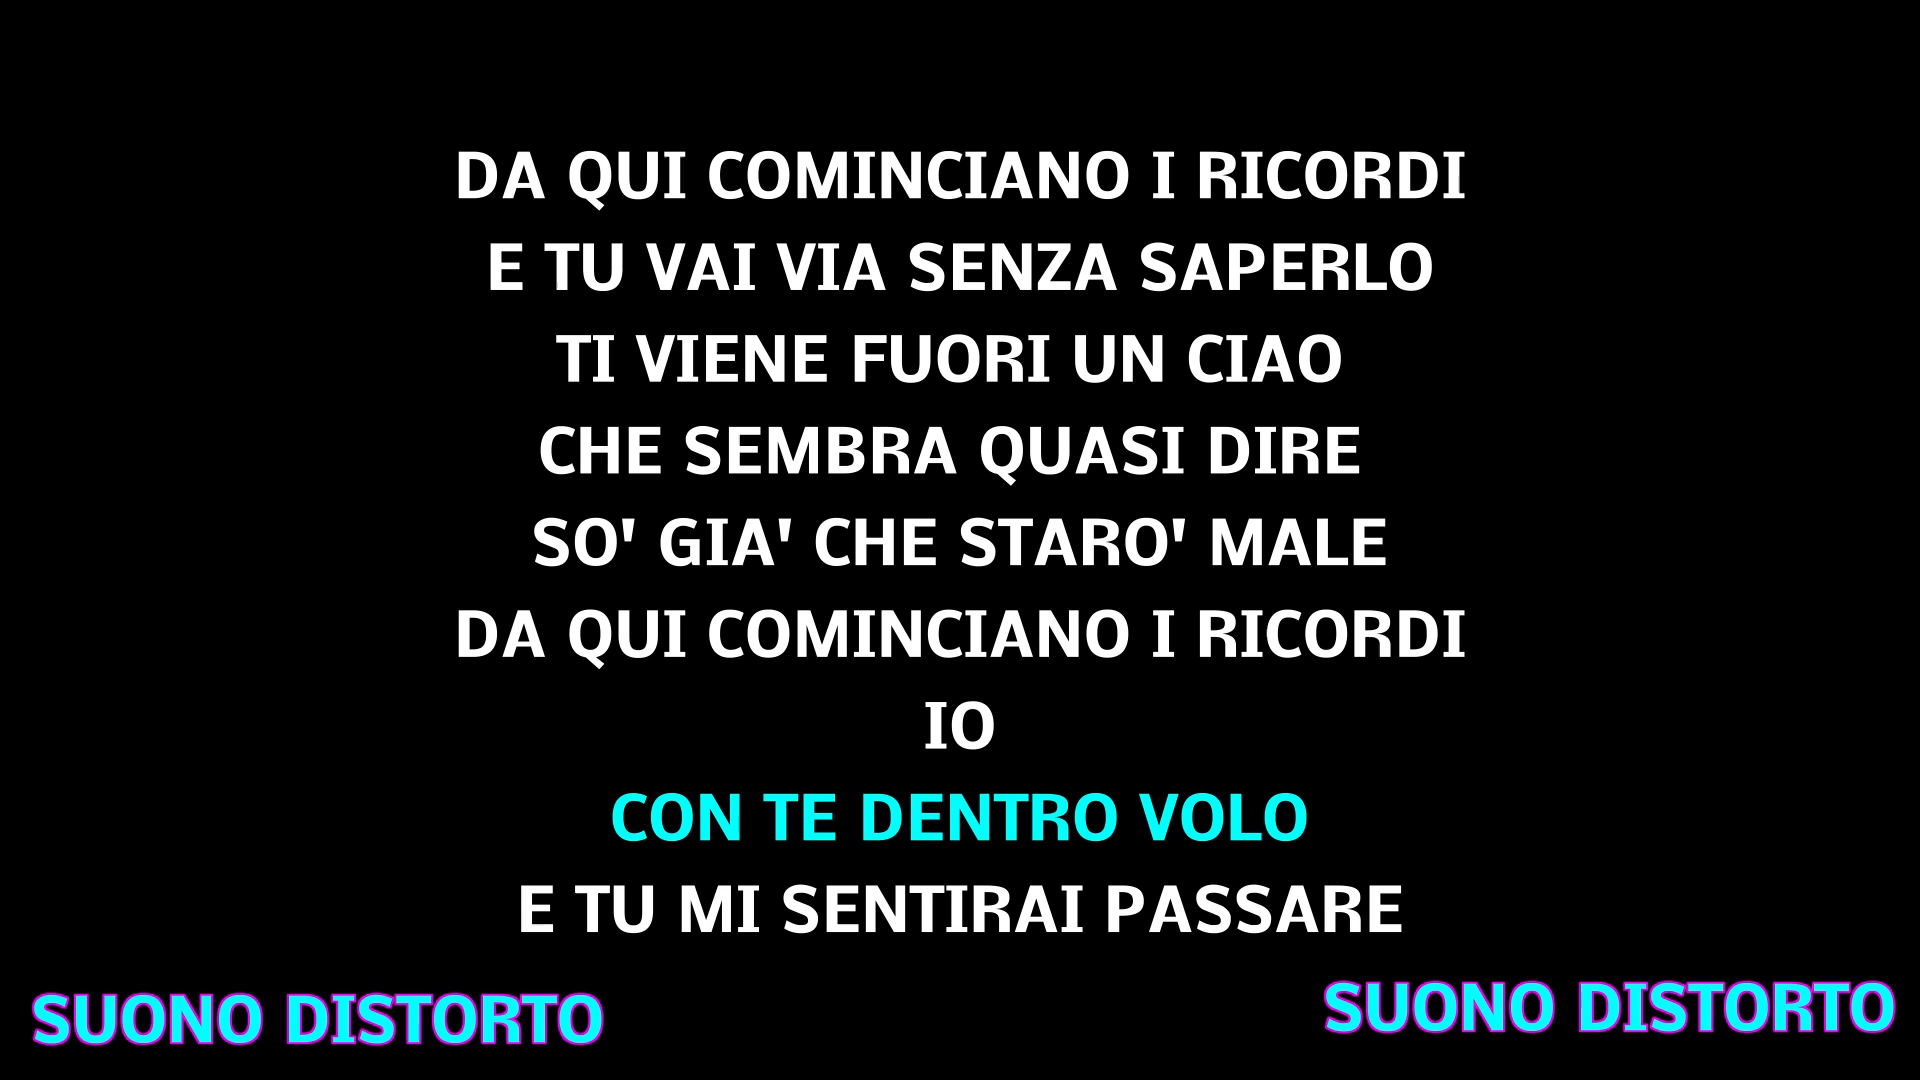 DA QUI COMINCIANO I RICORDI
E TU VAI VIA SENZA SAPERLO
TI VIENE FUORI UN CIAO
CHE SEMBRA QUASI DIRE
SO' GIA' CHE STARO' MALE
DA QUI COMINCIANO I RICORDI
IO
CON TE DENTRO VOLO
E TU MI SENTIRAI PASSARE
SUONO DISTORTO
SUONO DISTORTO